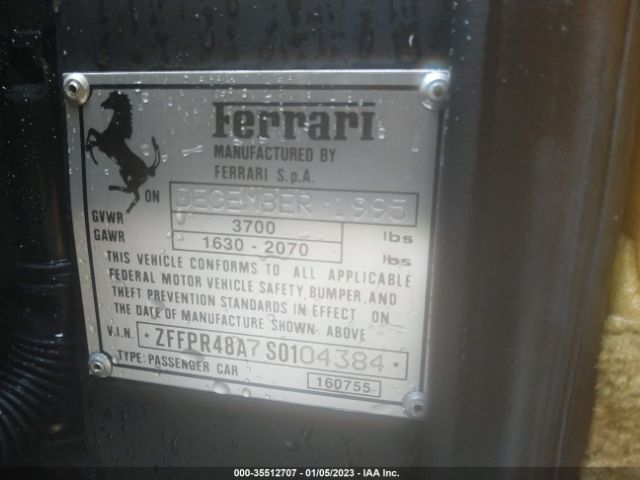 Ferrari
MANUFACTURED BY
FERRARI S.p.A.
ON DECEMBER 1995
GVWR 3700 lbs
GAWR 1630 - 2070 lbs
THIS VEHICLE CONFORMS TO ALL APPLICABLE
FEDERAL MOTOR VEHICLE SAFETY, BUMPER, AND
THEFT PREVENTION STANDARDS IN EFFECT ON
THE DATE OF MANUFACTURE SHOWN ABOVE
V.I.N. * ZFFPR48A7S0104384 *
TYPE: PASSENGER CAR
160755
000-35512707 - 01/05/2023 - IAA Inc.